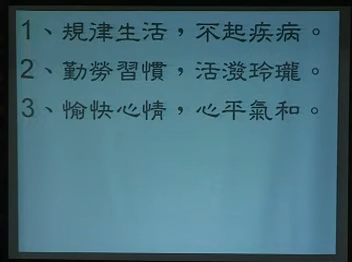 1、規律生活，不起疾病。
2、勤勞習慣，活潑玲瓏。
3、愉快心情，心平氣和。